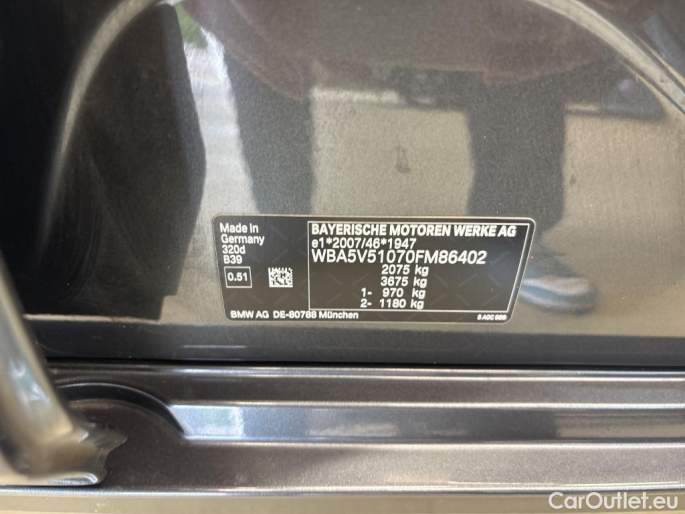 Made in
Germany
320d
B39
0.51
BAYERISCHE MOTOREN WERKE AG
e1*2007/46*1947
WBA5V51070FM86402
2075 kg
3675 kg
1- 970 kg
2- 1180 kg
BMW AG DE-80788 München
CarOutlet.eu